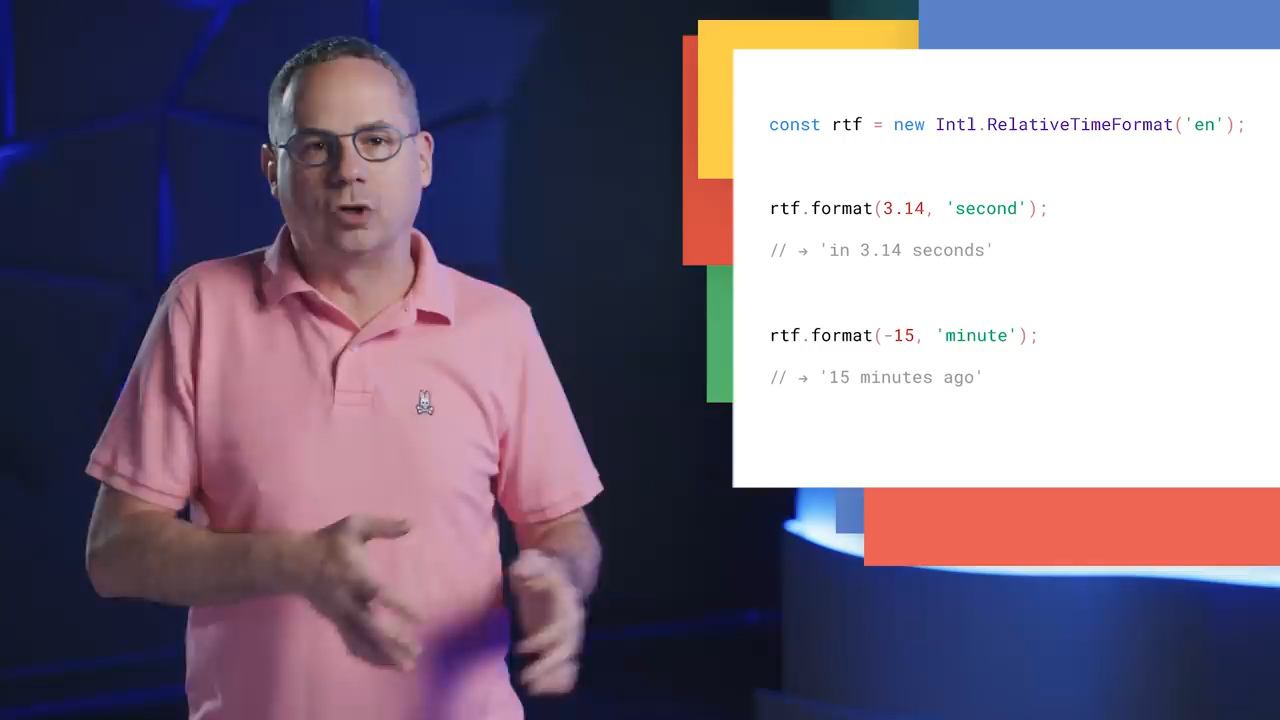 const rtf = new Intl.RelativeTimeFormat('en');
rtf.format(3.14, 'second');
// → 'in 3.14 seconds'
rtf.format(-15, 'minute');
// → '15 minutes ago'